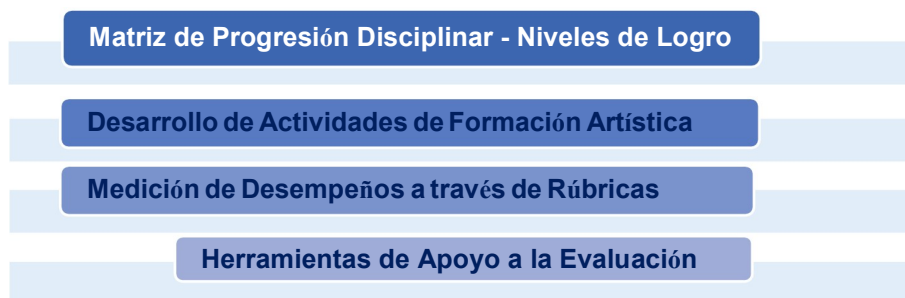 Matriz de Progresión Disciplinar - Niveles de Logro
Desarrollo de Actividades de Formación Artística
Medición de Desempeños a través de Rúbricas
Herramientas de Apoyo a la Evaluación